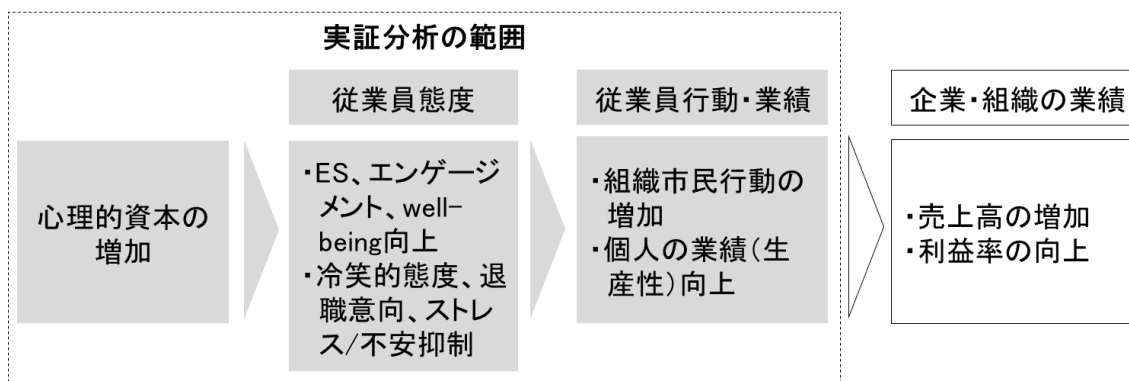 実証分析の範囲
従業員態度
従業員行動・業績
企業・組織の業績
心理的資本の
増加
・ES、エンゲージ
メント、well-
being向上
・冷笑的態度、退
職意向、ストレ
ス/不安抑制
・組織市民行動の
増加
・個人の業績(生
産性)向上
・売上高の増加
・利益率の向上